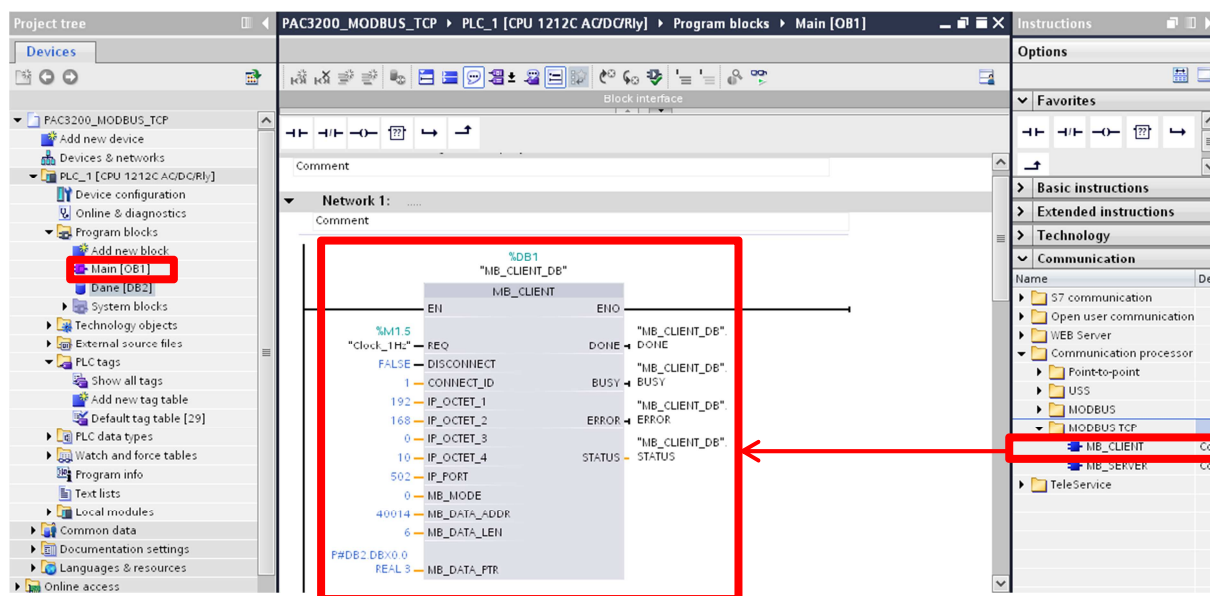 Project tree
Devices
PAC3200_MODBUS_TCP
Add new device
Devices & networks
PLC_1 [CPU 1212C AC/DC/Rly]
Device configuration
Online & diagnostics
Program blocks
Add new block
Main [OB1]
Dane [DB2]
System blocks
Technology objects
External source files
PLC tags
Show all tags
Add new tag table
Default tag table [29]
PLC data types
Watch and force tables
Program info
Text lists
Local modules
Common data
Documentation settings
Languages & resources
Online access
PAC3200_MODBUS_TCP ▸ PLC_1 [CPU 1212C AC/DC/Rly] ▸ Program blocks ▸ Main [OB1]
Block interface
Comment
Network 1: .....
Comment
%DB1
"MB_CLIENT_DB"
MB_CLIENT
EN ENO
%M1.5
"Clock_1Hz" REQ
FALSE DISCONNECT
1 CONNECT_ID
192 IP_OCTET_1
168 IP_OCTET_2
0 IP_OCTET_3
10 IP_OCTET_4
502 IP_PORT
0 MB_MODE
40014 MB_DATA_ADDR
6 MB_DATA_LEN
P#DB2.DBX0.0
REAL 3 MB_DATA_PTR
"MB_CLIENT_DB".
DONE DONE
"MB_CLIENT_DB".
BUSY BUSY
"MB_CLIENT_DB".
ERROR ERROR
"MB_CLIENT_DB".
STATUS STATUS
Instructions
Options
Favorites
Basic instructions
Extended instructions
Technology
Communication
Name De
S7 communication
Open user communication
WEB Server
Communication processor
Point-to-point
USS
MODBUS
MODBUS TCP
MB_CLIENT Co
MB_SERVER Co
TeleService